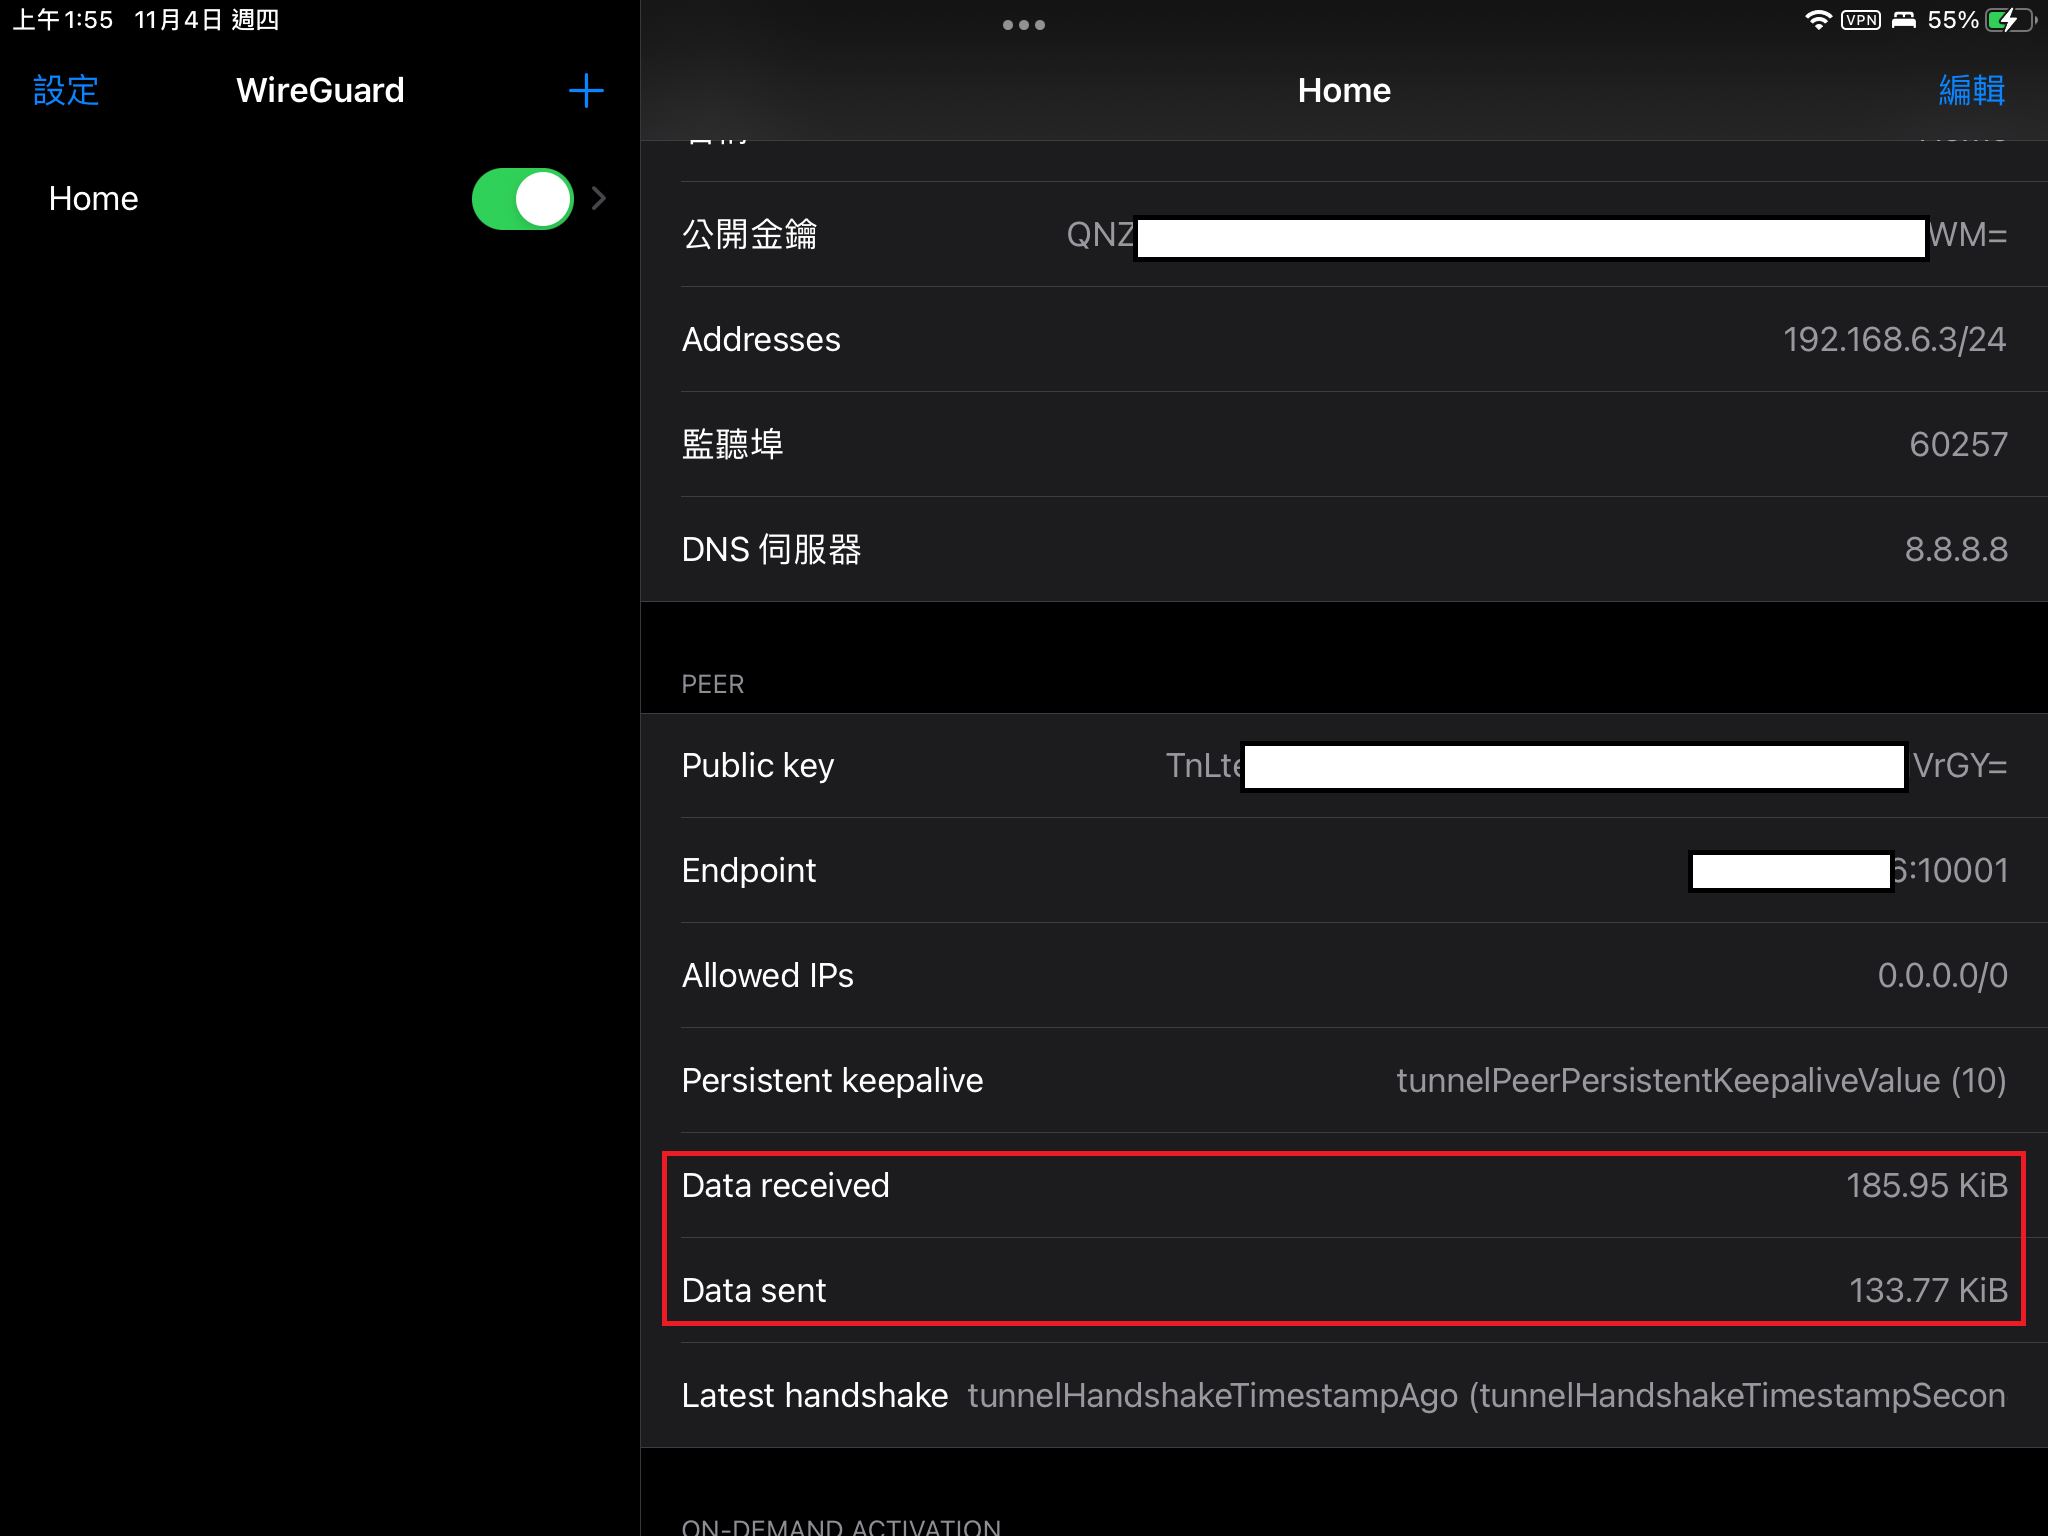 上午1:55 11月4日 週四
VPN 55%
設定 WireGuard
Home 編輯
Home
公開金鑰 QNZ WM=
Addresses 192.168.6.3/24
監聽埠 60257
DNS 伺服器 8.8.8.8
PEER
Public key TnLte VrGY=
Endpoint 6:10001
Allowed IPs 0.0.0.0/0
Persistent keepalive tunnelPeerPersistentKeepaliveValue (10)
Data received 185.95 KiB
Data sent 133.77 KiB
Latest handshake tunnelHandshakeTimestampAgo (tunnelHandshakeTimestampSecon
ON-DEMAND ACTIVATION